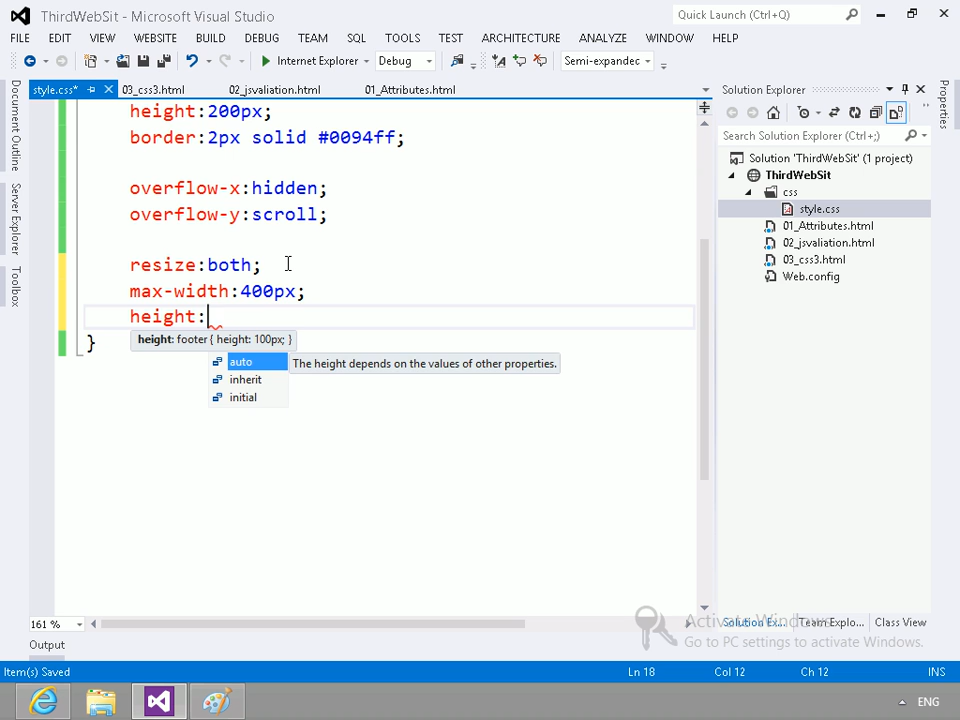 ThirdWebSit - Microsoft Visual Studio
Quick Launch (Ctrl+Q)
FILE EDIT VIEW WEBSITE BUILD DEBUG TEAM SQL TOOLS TEST ARCHITECTURE ANALYZE WINDOW HELP
Internet Explorer Debug Semi-expandec
style.css* 03_css3.html 02_jsvaliation.html 01_Attributes.html
Document Outline
Server Explorer
Toolbox
height:200px;
border:2px solid #0094ff;
overflow-x:hidden;
overflow-y:scroll;
resize:both;
max-width:400px;
height:
}
height: footer { height: 100px; }
auto
The height depends on the values of other properties.
inherit
initial
161 %
Output
Solution Explorer
Search Solution Explorer (Ctrl+;)
Solution 'ThirdWebSit' (1 project)
ThirdWebSit
css
style.css
01_Attributes.html
02_jsvaliation.html
03_css3.html
Web.config
Properties
Solution Ex... Team Explo... Class View
Activate Windows
Go to PC settings to activate Windows.
Item(s) Saved Ln 18 Col 12 Ch 12 INS
ENG